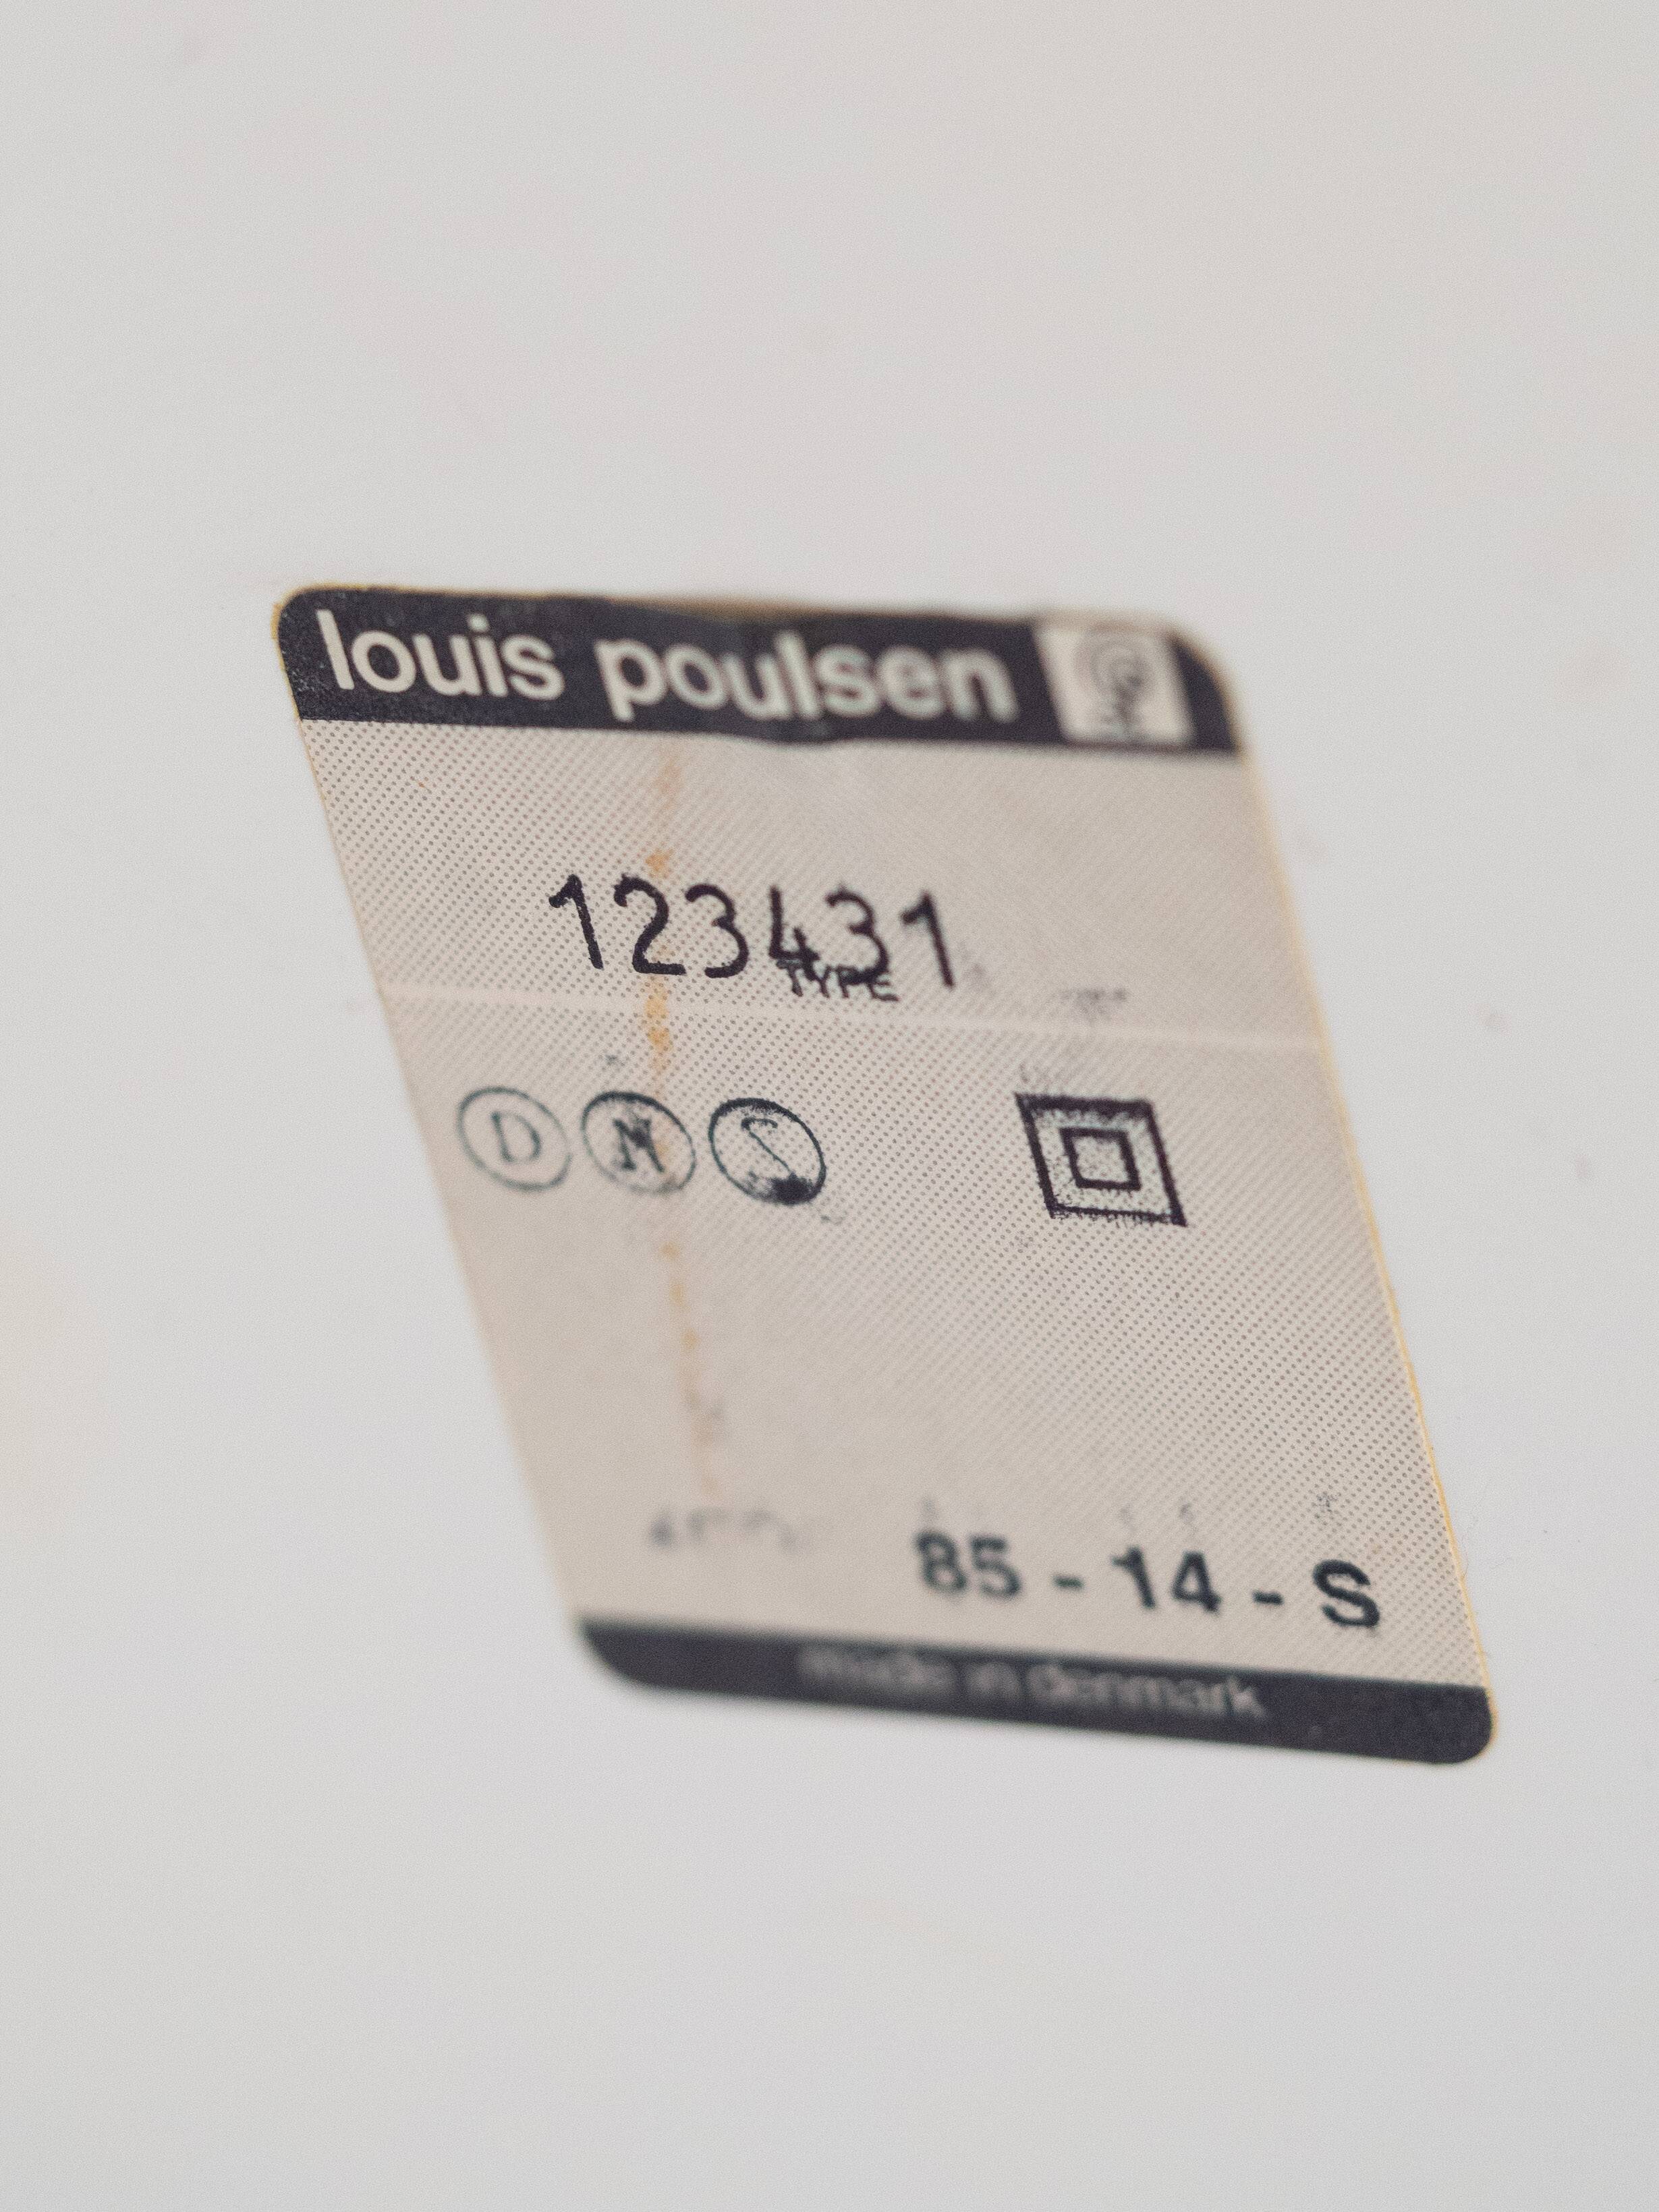 louis poulsen
123431
TYPE
D N S
85 - 14 - S
made in denmark